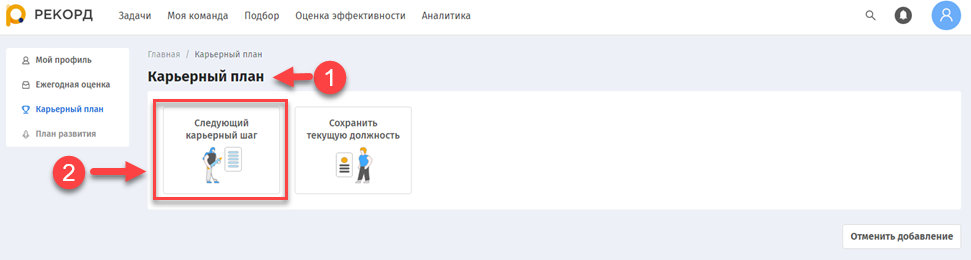 РЕКОРД Задачи Моя команда Подбор Оценка эффективности Аналитика
Мой профиль
Ежегодная оценка
Карьерный план
План развития
Главная / Карьерный план
Карьерный план
1
2
Следующий
карьерный шаг
Сохранить
текущую должность
Отменить добавление